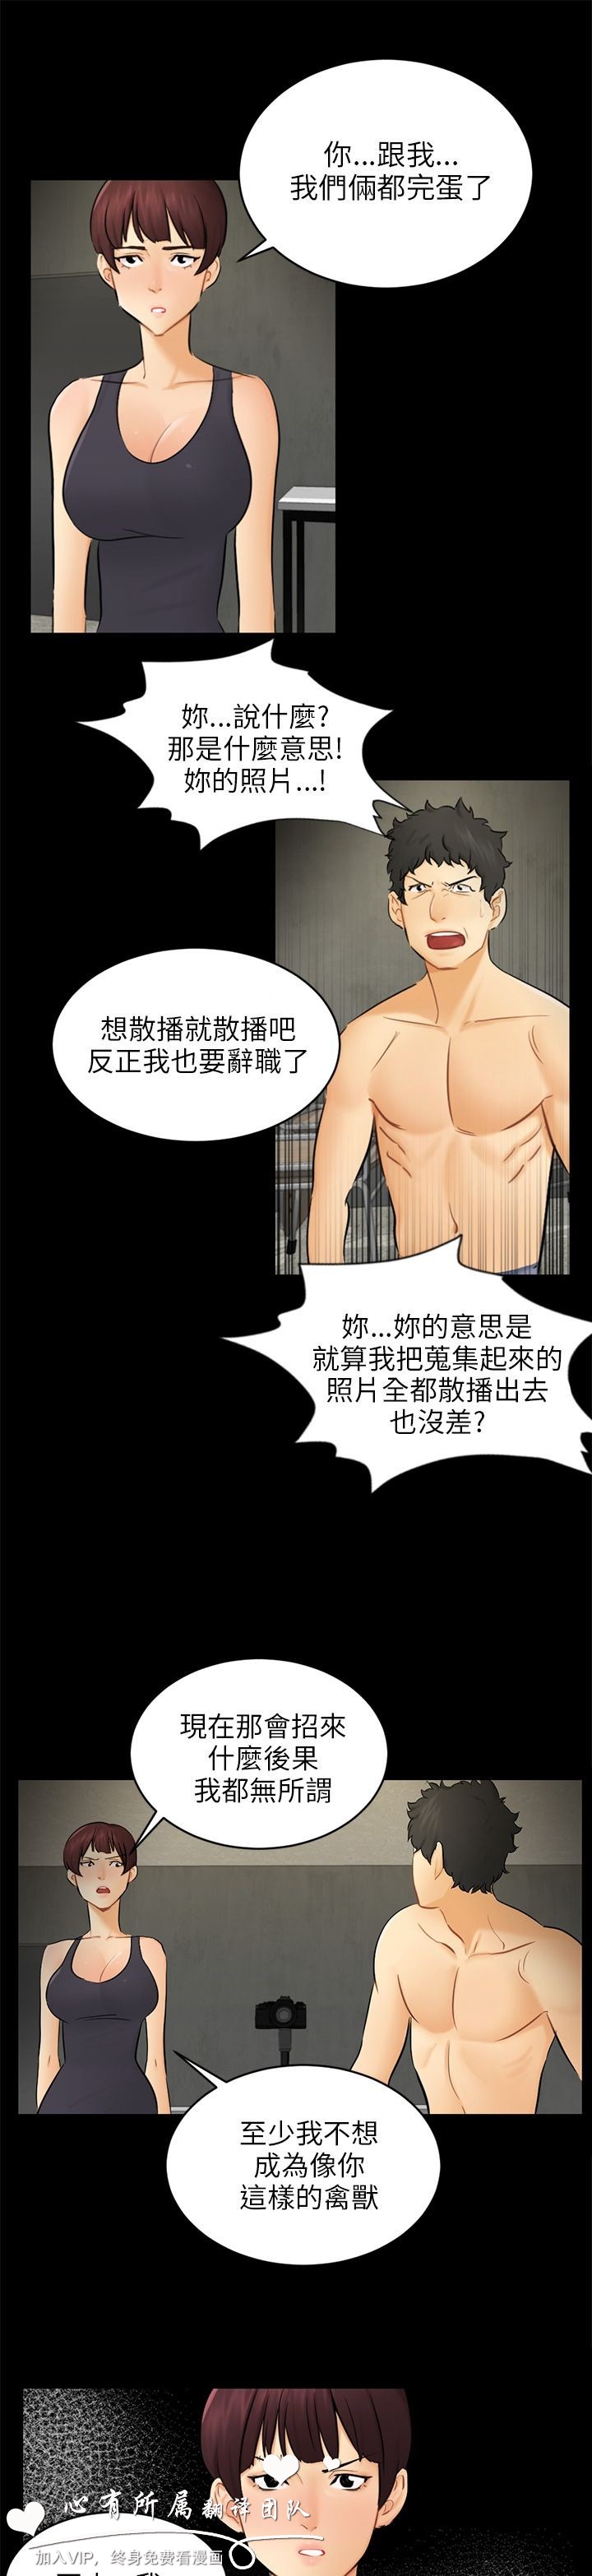 你...跟我...
我們倆都完蛋了
妳...說什麼?
那是什麼意思!
妳的照片...!
想散播就散播吧
反正我也要辭職了
妳...妳的意思是
就算我把蒐集起來的
照片全都散播出去
也沒差?
現在那會招來
什麼後果
我都無所謂
至少我不想
成為像你
這樣的禽獸
心有所属翻译团队
加入VIP，终身免费看漫画